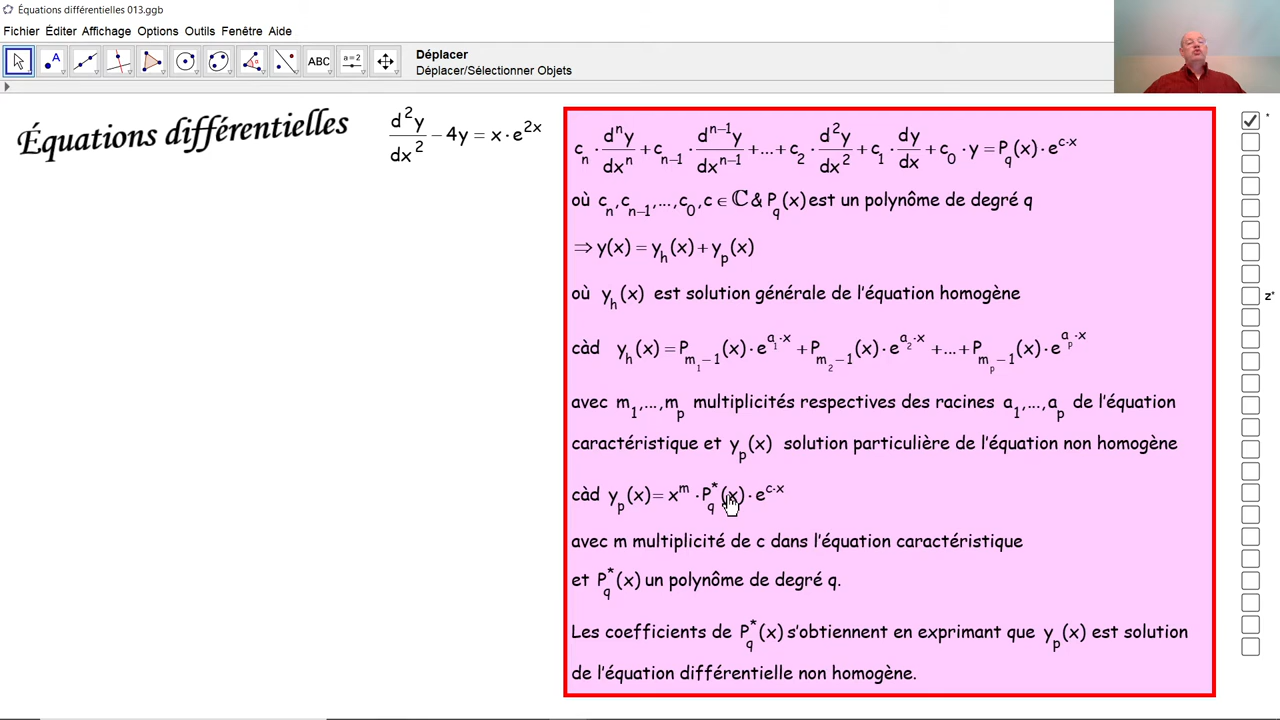 Équations différentielles 013.ggb
Fichier Éditer Affichage Options Outils Fenêtre Aide
A ABC a=2
Déplacer
Déplacer/Sélectionner Objets
Équations différentielles
d²y/dx² − 4y = x · e^(2x)
c_n · dⁿy/dxⁿ + c_(n−1) · d^(n−1)y/dx^(n−1) + ... + c_2 · d²y/dx² + c_1 · dy/dx + c_0 · y = P_q(x) · e^(c·x)
où c_n, c_(n−1), ..., c_0, c ∈ ℂ & P_q(x) est un polynôme de degré q
⇒ y(x) = y_h(x) + y_p(x)
où y_h(x) est solution générale de l'équation homogène
càd y_h(x) = P_(m_1−1)(x) · e^(a_1·x) + P_(m_2−1)(x) · e^(a_2·x) + ... + P_(m_p−1)(x) · e^(a_p·x)
avec m_1, ..., m_p multiplicités respectives des racines a_1, ..., a_p de l'équation
caractéristique et y_p(x) solution particulière de l'équation non homogène
càd y_p(x) = x^m · P*_q(x) · e^(c·x)
avec m multiplicité de c dans l'équation caractéristique
et P*_q(x) un polynôme de degré q.
Les coefficients de P*_q(x) s'obtiennent en exprimant que y_p(x) est solution
de l'équation différentielle non homogène.
*
z*